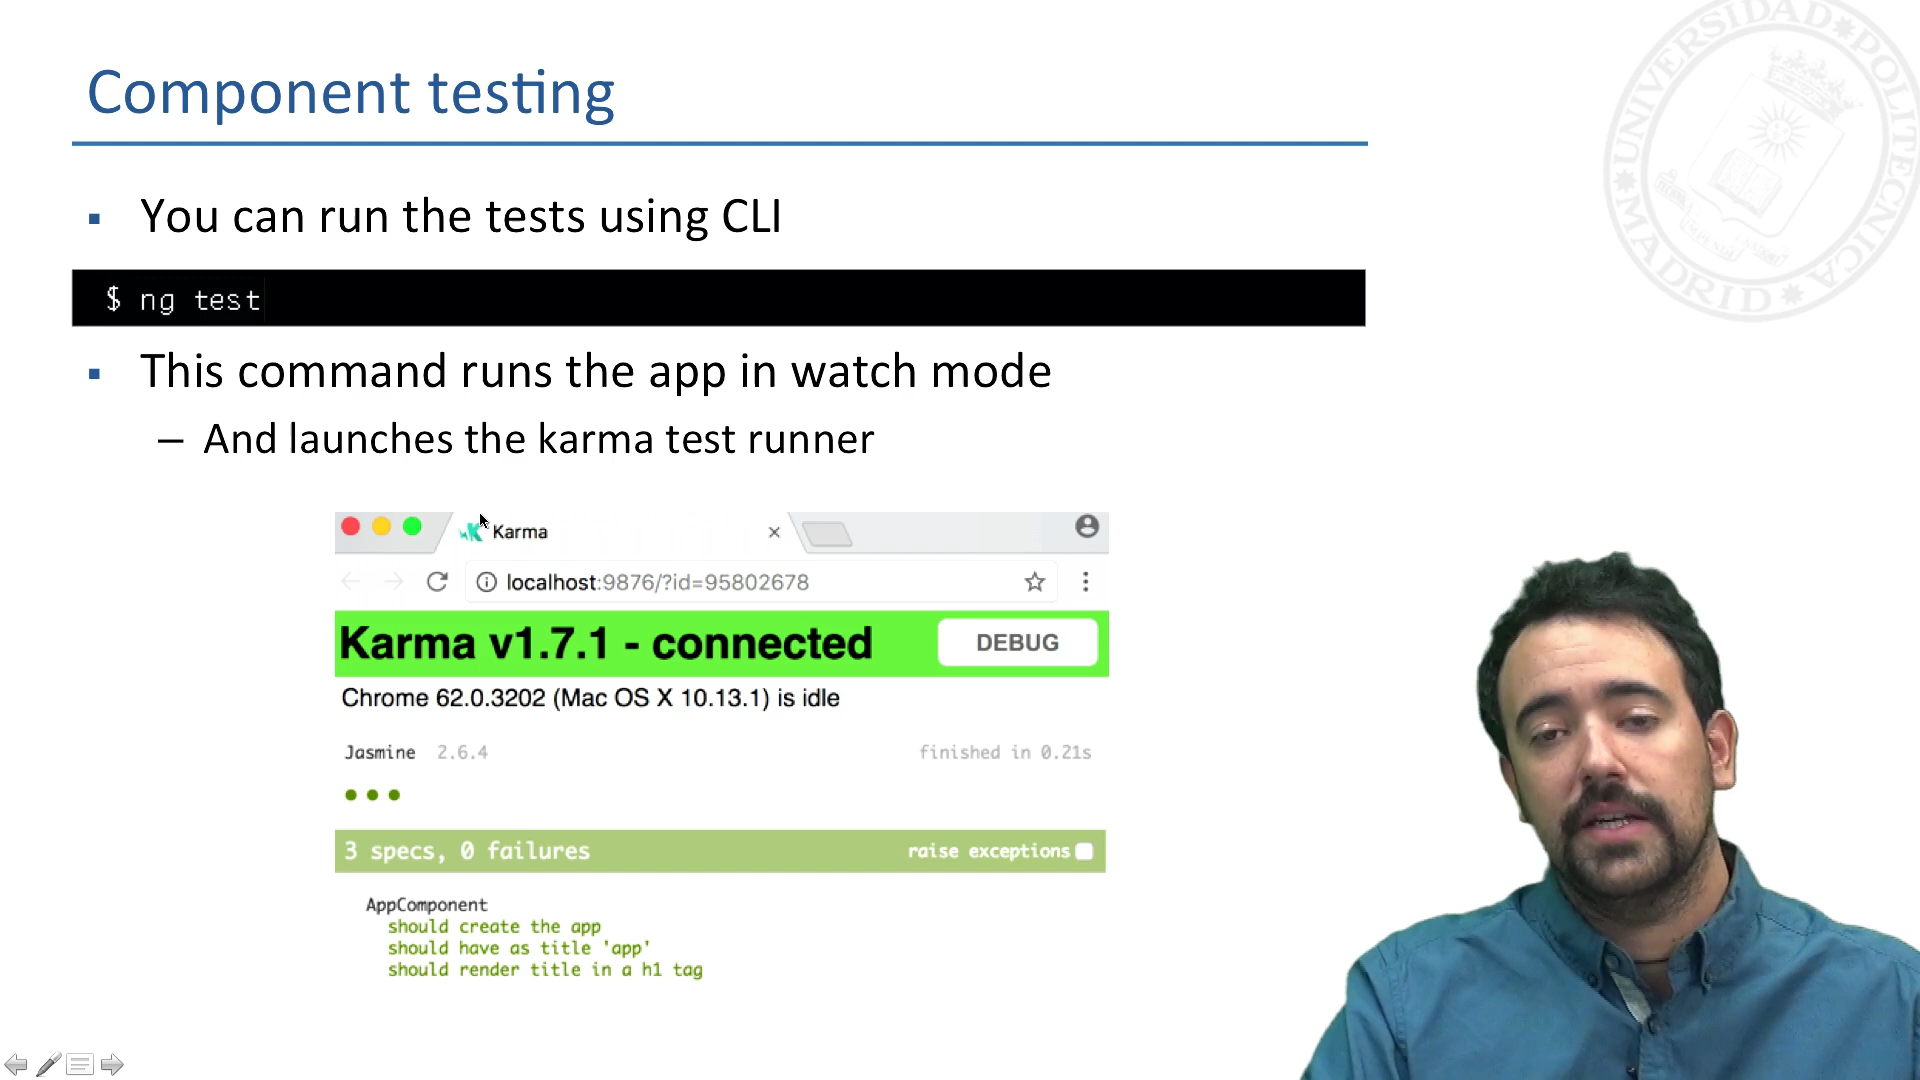 Component testing
UNIVERSIDAD POLITÉCNICA
MADRID
▪ You can run the tests using CLI
$ ng test
▪ This command runs the app in watch mode
– And launches the karma test runner
Karma
localhost:9876/?id=95802678
Karma v1.7.1 - connected DEBUG
Chrome 62.0.3202 (Mac OS X 10.13.1) is idle
Jasmine 2.6.4 finished in 0.21s
3 specs, 0 failures raise exceptions
AppComponent
should create the app
should have as title 'app'
should render title in a h1 tag